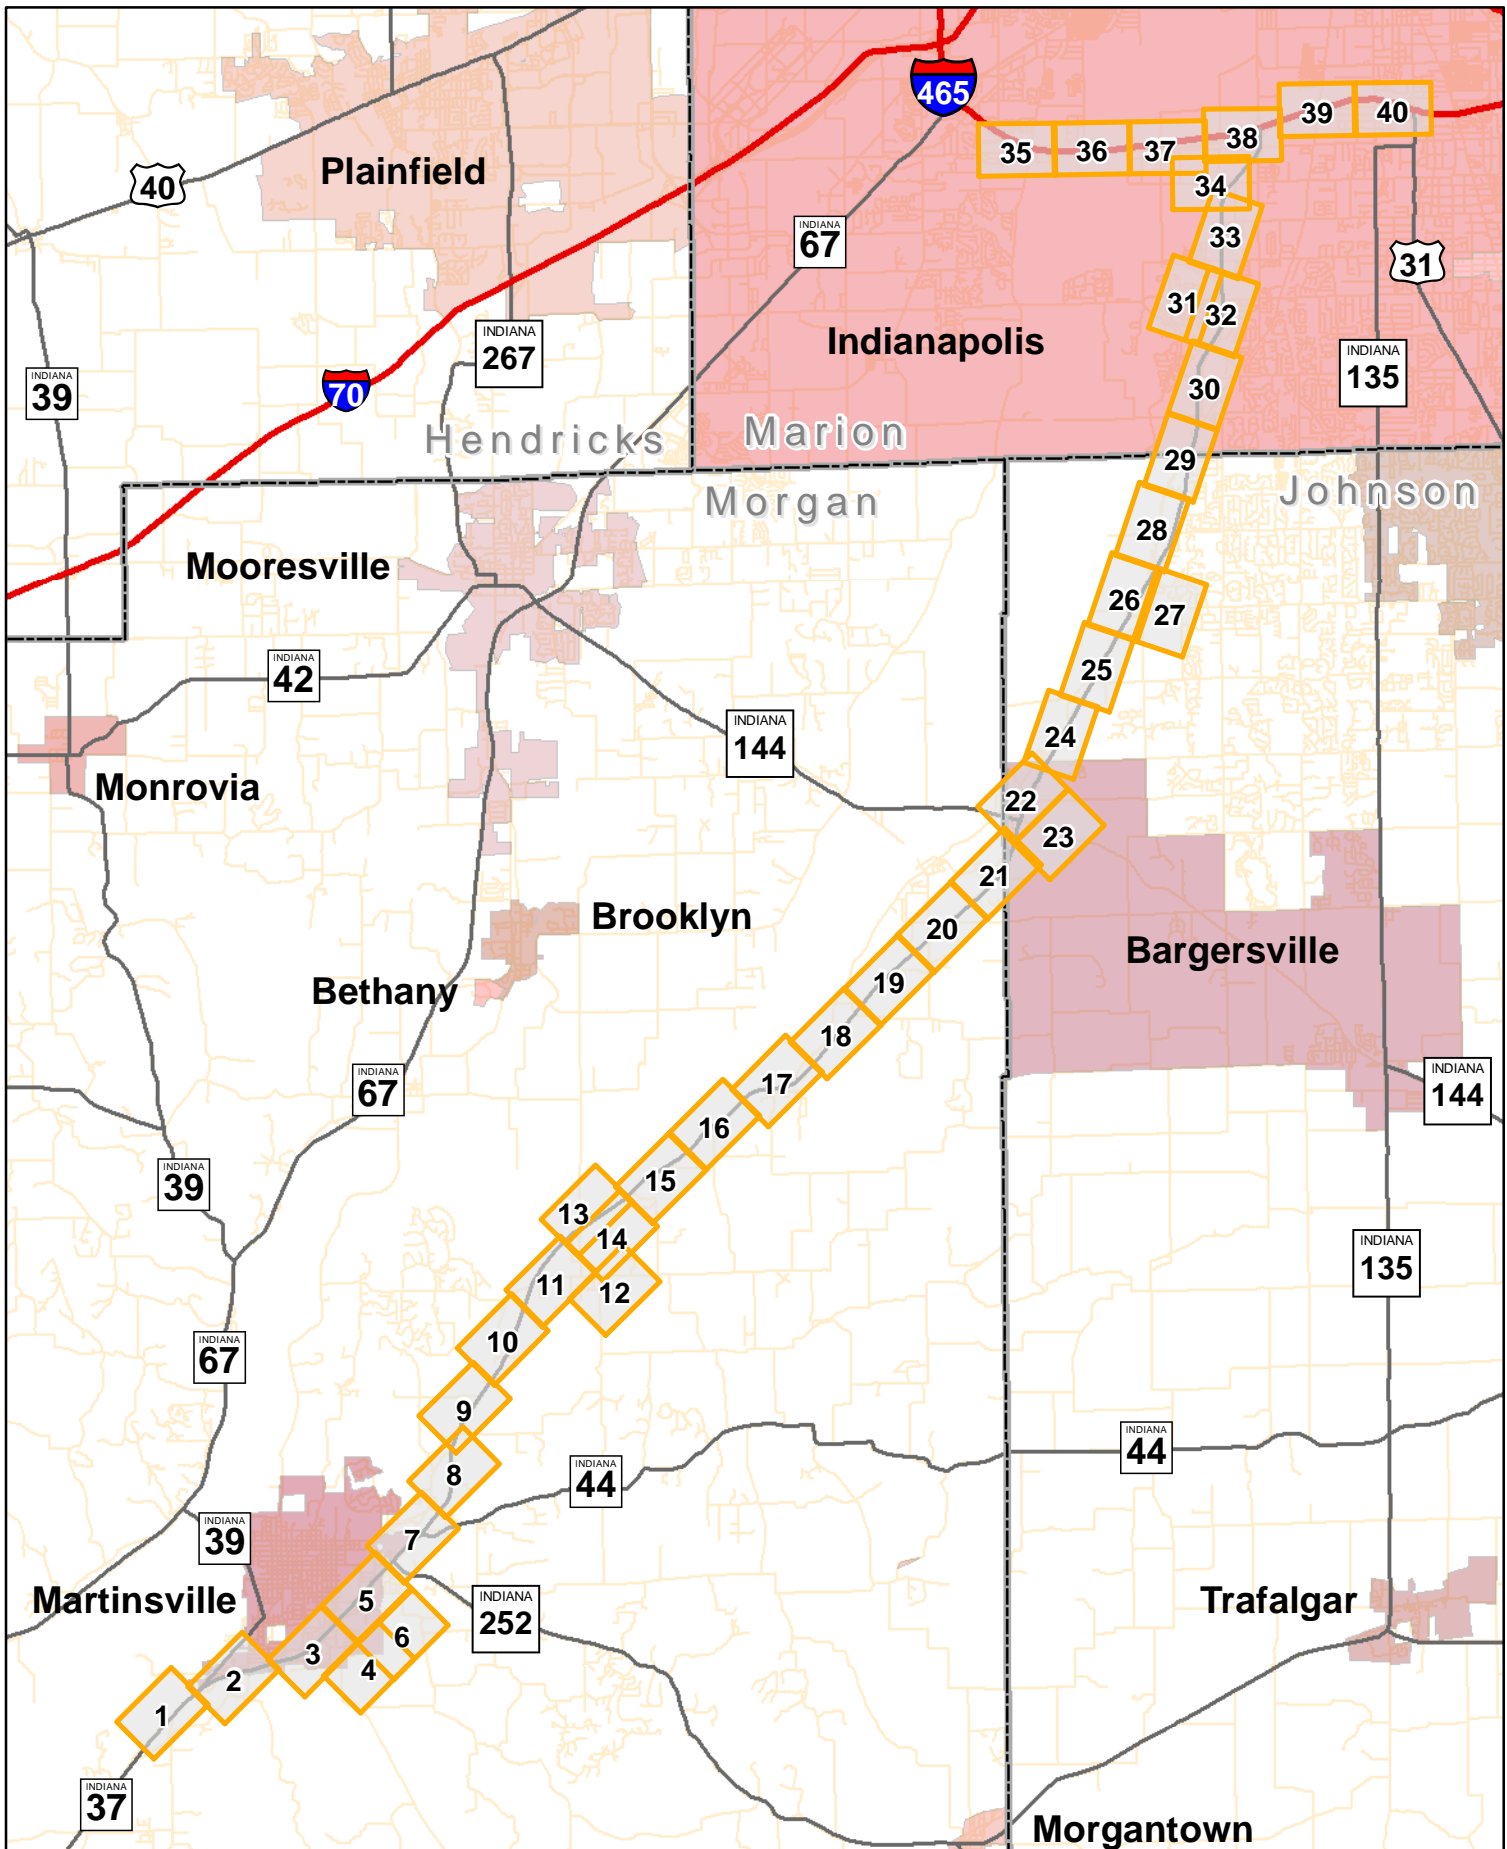 465
39
40
38
35
36
37
Plainfield
40
34
INDIANA
67
33
31
31
32
Indianapolis
INDIANA
267
INDIANA
135
INDIANA
39
70
30
Hendricks
Marion
29
Johnson
Morgan
28
Mooresville
26
27
INDIANA
42
25
INDIANA
144
24
Monrovia
22
23
21
Brooklyn
20
Bargersville
Bethany
19
18
INDIANA
67
17
INDIANA
144
16
INDIANA
39
15
13
14
INDIANA
135
11
12
10
INDIANA
67
9
INDIANA
44
8
INDIANA
44
INDIANA
39
7
Martinsville
5
INDIANA
252
Trafalgar
6
3
4
2
1
INDIANA
37
Morgantown